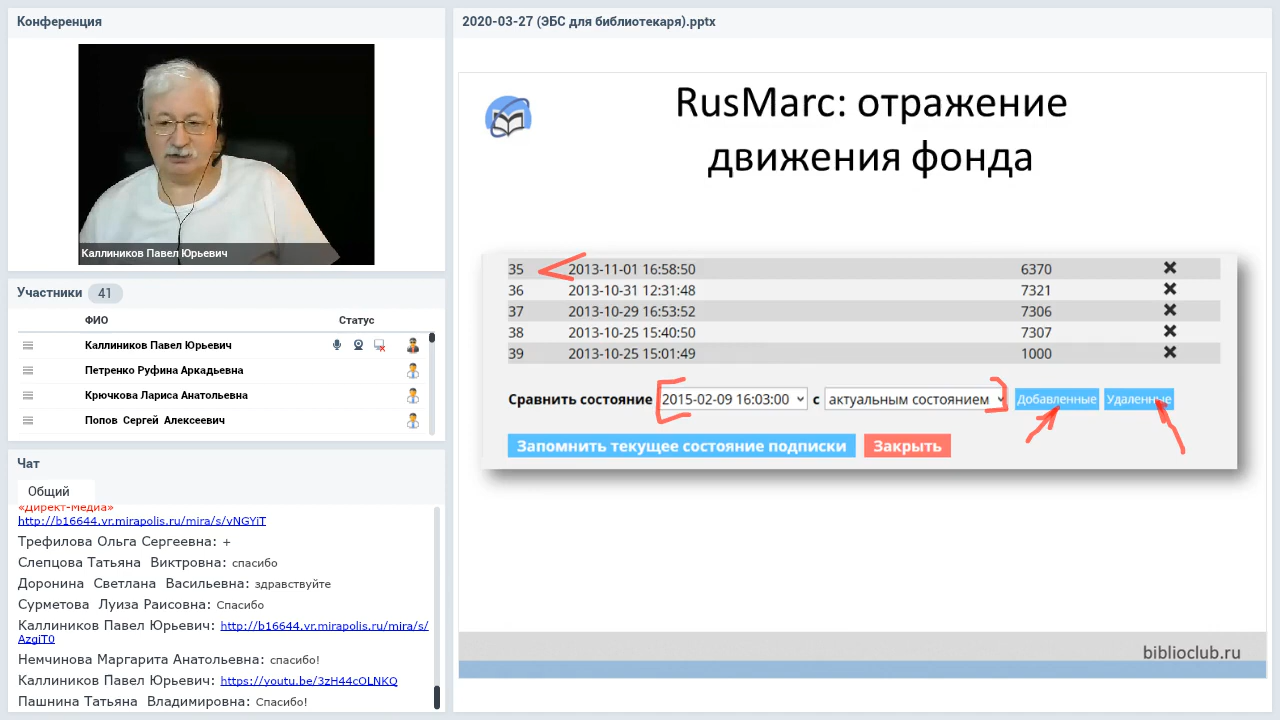 Конференция
Каллиников Павел Юрьевич
Участники 41
ФИО Статус
Каллиников Павел Юрьевич
Петренко Руфина Аркадьевна
Крючкова Лариса Анатольевна
Попов Сергей Алексеевич
Чат
Общий
«Директ-Медиа»
http://b16644.vr.mirapolis.ru/mira/s/vNGYiT
Трефилова Ольга Сергеевна: +
Слепцова Татьяна Виктровна: спасибо
Доронина Светлана Васильевна: здравствуйте
Сурметова Луиза Раисовна: Спасибо
Каллиников Павел Юрьевич: http://b16644.vr.mirapolis.ru/mira/s/
AzgiT0
Немчинова Маргарита Анатольевна: спасибо!
Каллиников Павел Юрьевич: https://youtu.be/3zH44cOLNKQ
Пашнина Татьяна Владимировна: Спасибо!
2020-03-27 (ЭБС для библиотекаря).pptx
RusMarc: отражение
движения фонда
35 2013-11-01 16:58:50 6370
36 2013-10-31 12:31:48 7321
37 2013-10-29 16:53:52 7306
38 2013-10-25 15:40:50 7307
39 2013-10-25 15:01:49 1000
Сравнить состояние 2015-02-09 16:03:00 с актуальным состоянием Добавленные Удаленные
Запомнить текущее состояние подписки Закрыть
biblioclub.ru